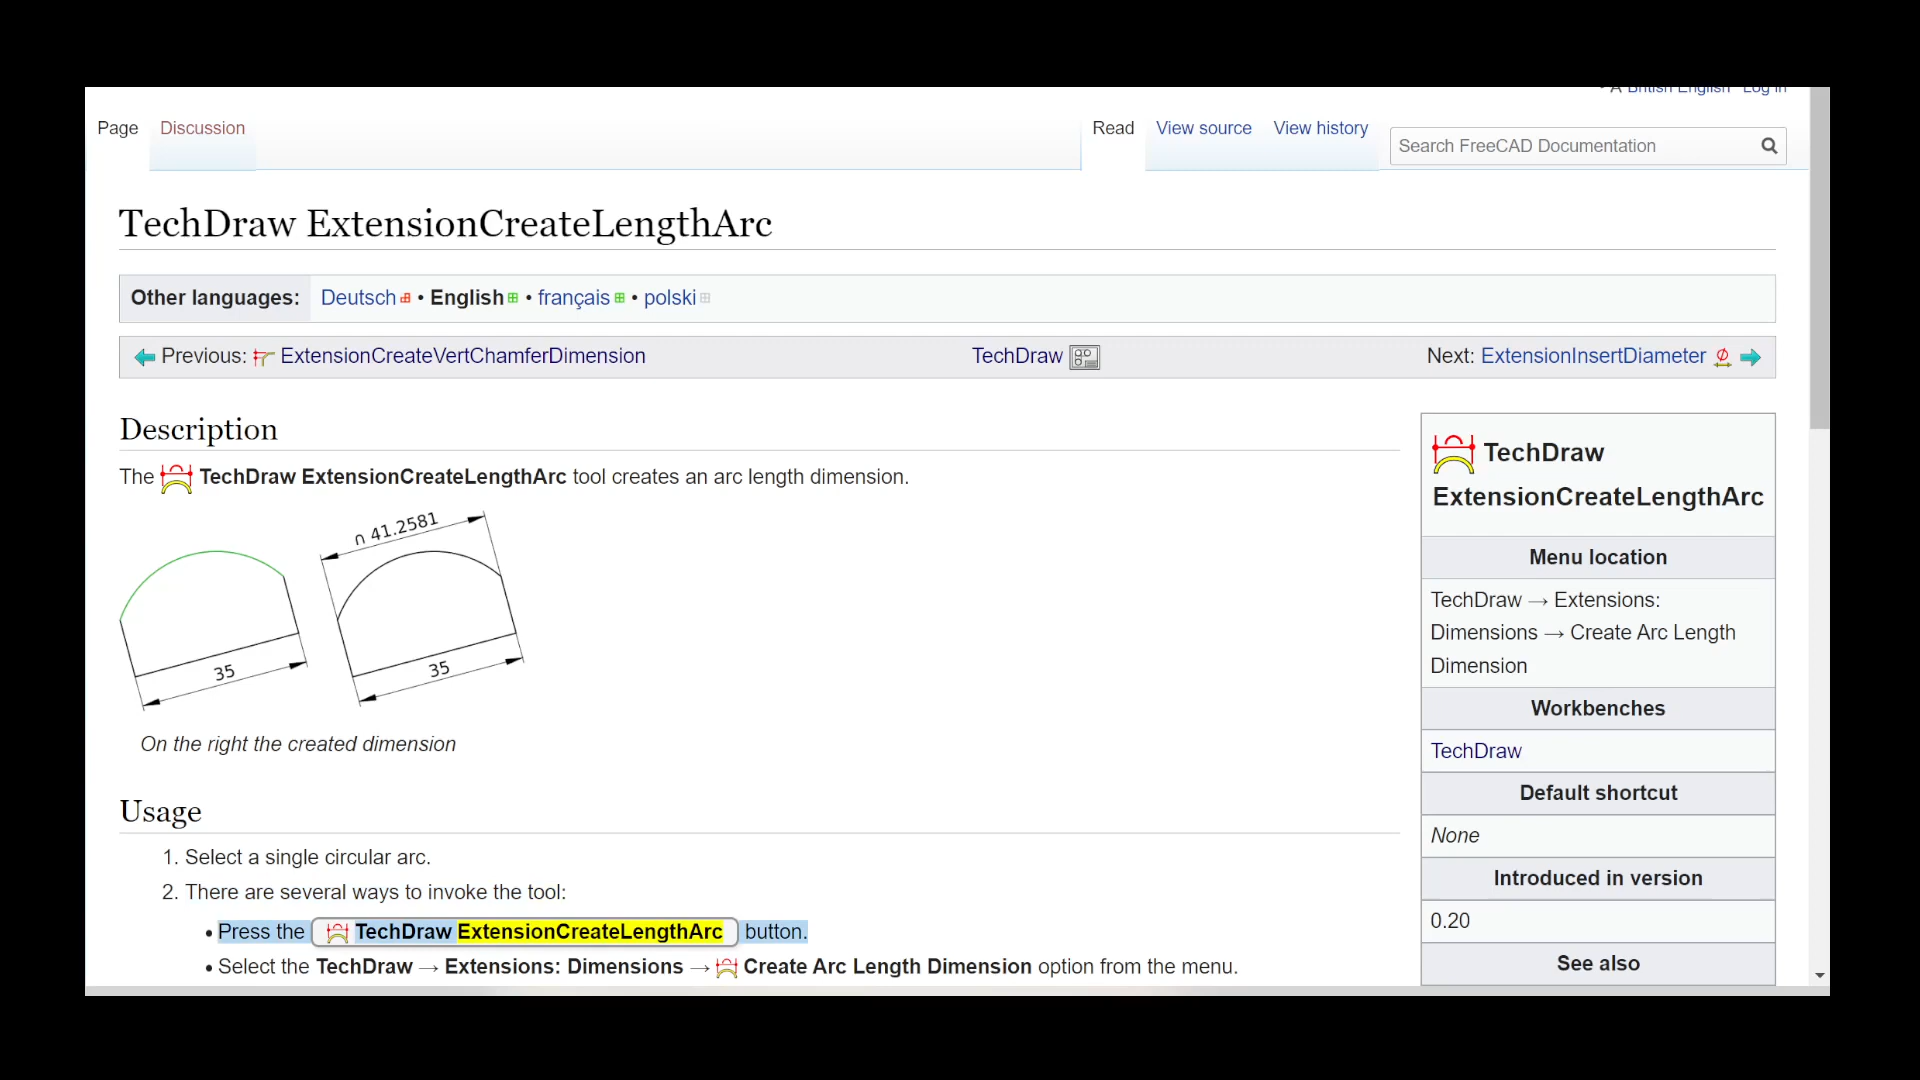 British English Log in
Page Discussion Read View source View history Search FreeCAD Documentation
TechDraw ExtensionCreateLengthArc
Other languages: Deutsch • English • français • polski
Previous: ExtensionCreateVertChamferDimension TechDraw Next: ExtensionInsertDiameter
Description
The TechDraw ExtensionCreateLengthArc tool creates an arc length dimension.
∩ 41.2581
35
35
On the right the created dimension
Usage
1. Select a single circular arc.
2. There are several ways to invoke the tool:
• Press the TechDraw ExtensionCreateLengthArc button.
• Select the TechDraw → Extensions: Dimensions → Create Arc Length Dimension option from the menu.
TechDraw
ExtensionCreateLengthArc
Menu location
TechDraw → Extensions:
Dimensions → Create Arc Length
Dimension
Workbenches
TechDraw
Default shortcut
None
Introduced in version
0.20
See also